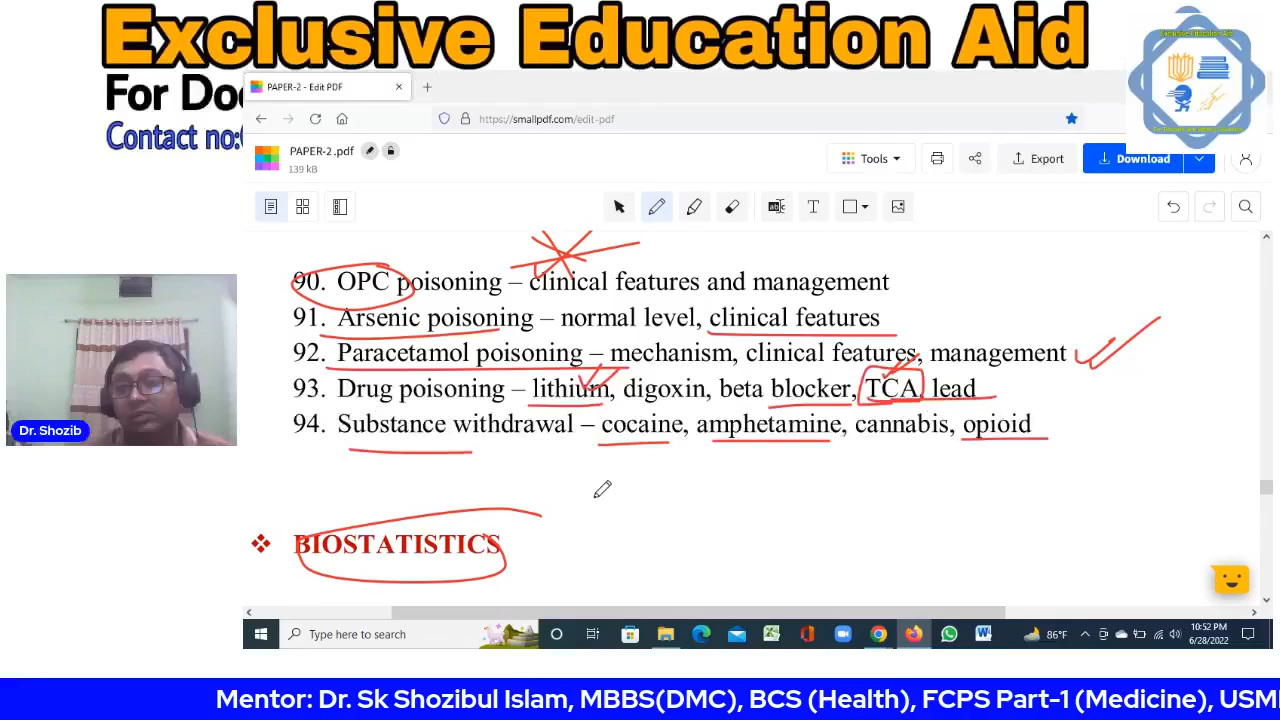 Exclusive Education Aid
For Do
Contact no:
PAPER-2 - Edit PDF
https://smallpdf.com/edit-pdf
PAPER-2.pdf
139 kB
Tools
Export
Download
90. OPC poisoning – clinical features and management
91. Arsenic poisoning – normal level, clinical features
92. Paracetamol poisoning – mechanism, clinical features, management
93. Drug poisoning – lithium, digoxin, beta blocker, TCA, lead
94. Substance withdrawal – cocaine, amphetamine, cannabis, opioid
Dr. Shozib
❖ BIOSTATISTICS
Type here to search
86°F
10:52 PM
6/28/2022
Mentor: Dr. Sk Shozibul Islam, MBBS(DMC), BCS (Health), FCPS Part-1 (Medicine), USM